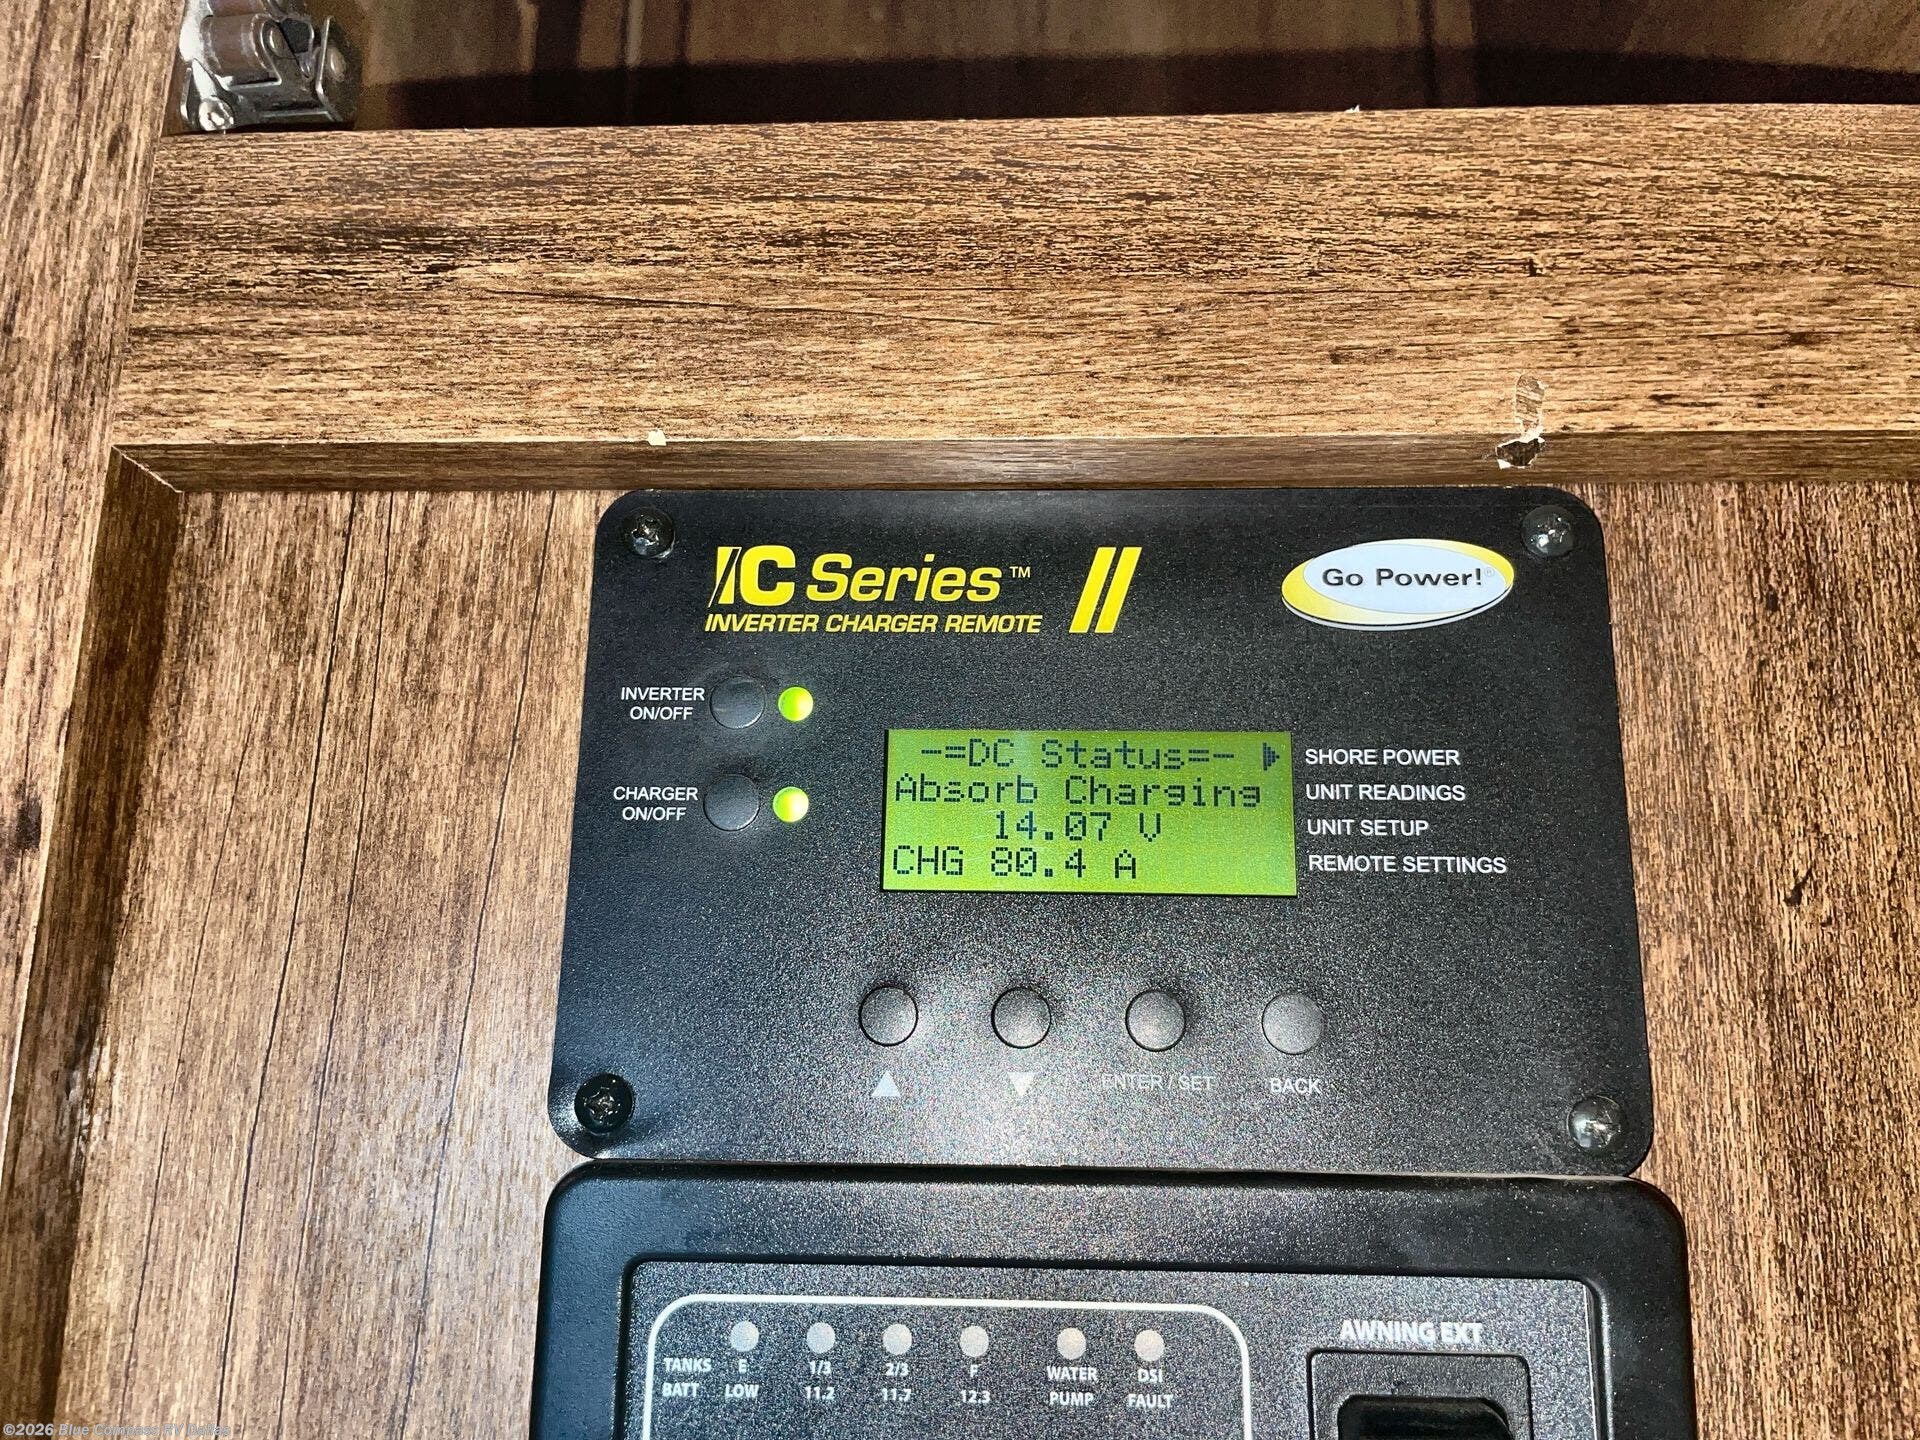 IC Series™
INVERTER CHARGER REMOTE
Go Power!®
INVERTER
ON/OFF
CHARGER
ON/OFF
-=DC Status=-
Absorb Charging
14.07 V
CHG 80.4 A
SHORE POWER
UNIT READINGS
UNIT SETUP
REMOTE SETTINGS
ENTER / SET
BACK
TANKS E 1/3 2/3 F WATER DSI
BATT LOW 11.2 11.7 12.3 PUMP FAULT
AWNING EXT
©2026 Blue Compass RV Dallas